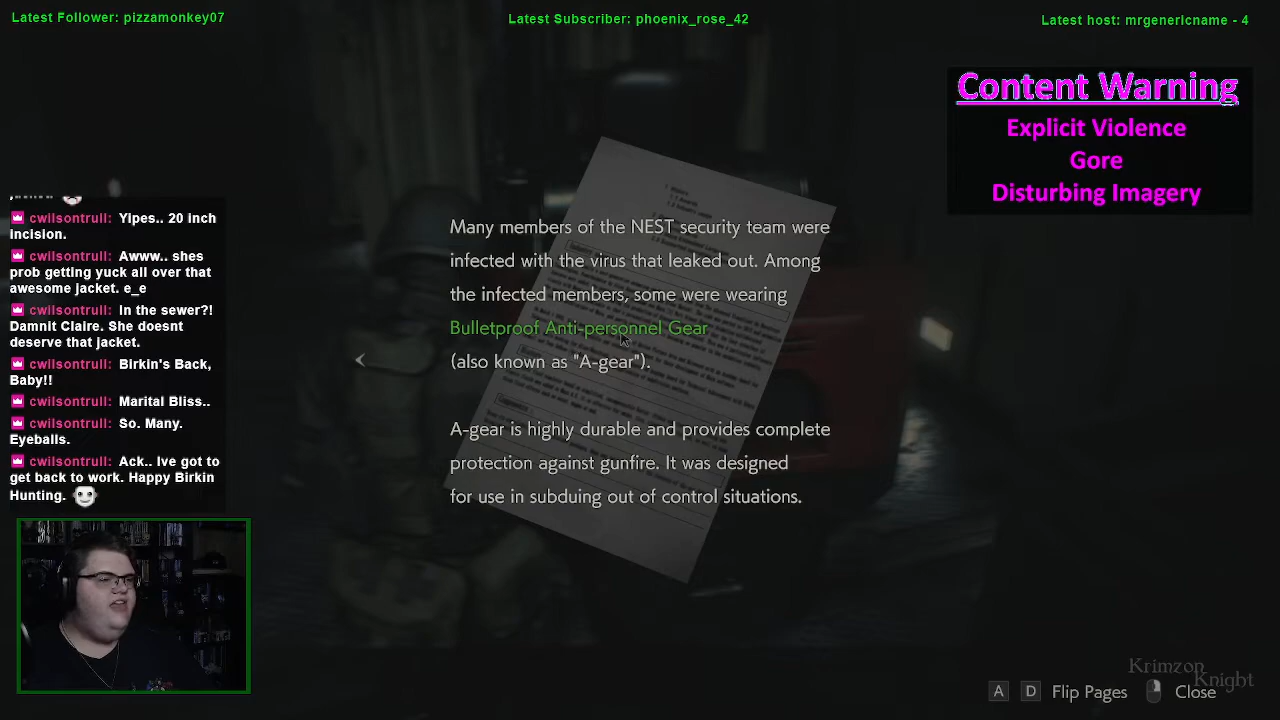 Latest Follower: pizzamonkey07
Latest Subscriber: phoenix_rose_42
Latest host: mrgenericname - 4
Content Warning
Explicit Violence
Gore
Disturbing Imagery
cwilsontrull: Yipes.. 20 inch
incision.
cwilsontrull: Awww.. shes
prob getting yuck all over that
awesome jacket. e_e
cwilsontrull: In the sewer?!
Damnit Claire. She doesnt
deserve that jacket.
cwilsontrull: Birkin's Back,
Baby!!
cwilsontrull: Marital Bliss..
cwilsontrull: So. Many.
Eyeballs.
cwilsontrull: Ack.. Ive got to
get back to work. Happy Birkin
Hunting.
Many members of the NEST security team were
infected with the virus that leaked out. Among
the infected members, some were wearing
Bulletproof Anti-personnel Gear
(also known as "A-gear").
A-gear is highly durable and provides complete
protection against gunfire. It was designed
for use in subduing out of control situations.
Krimzon
Knight
A D Flip Pages Close